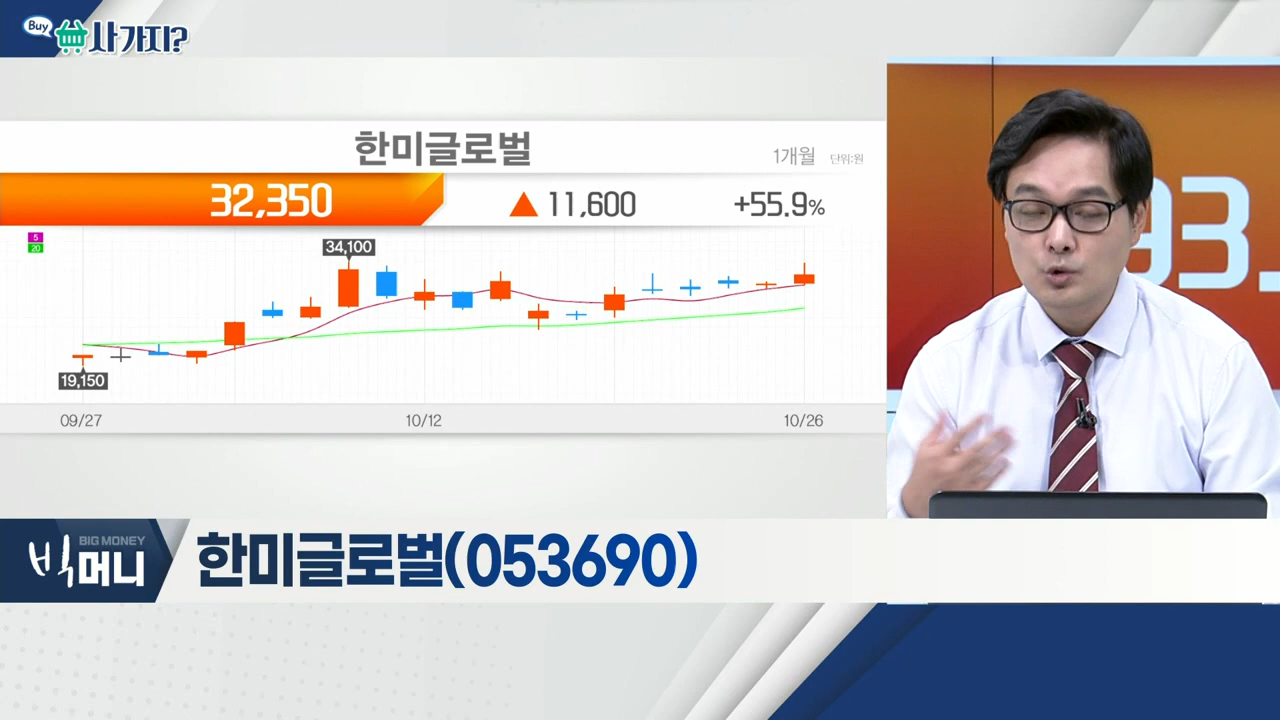 Buy
사가지?
한미글로벌
1개월 단위:원
32,350 ▲ 11,600 +55.9%
5
20
34,100
19,150
09/27 10/12 10/26
93.
BIG MONEY
빅머니
한미글로벌(053690)